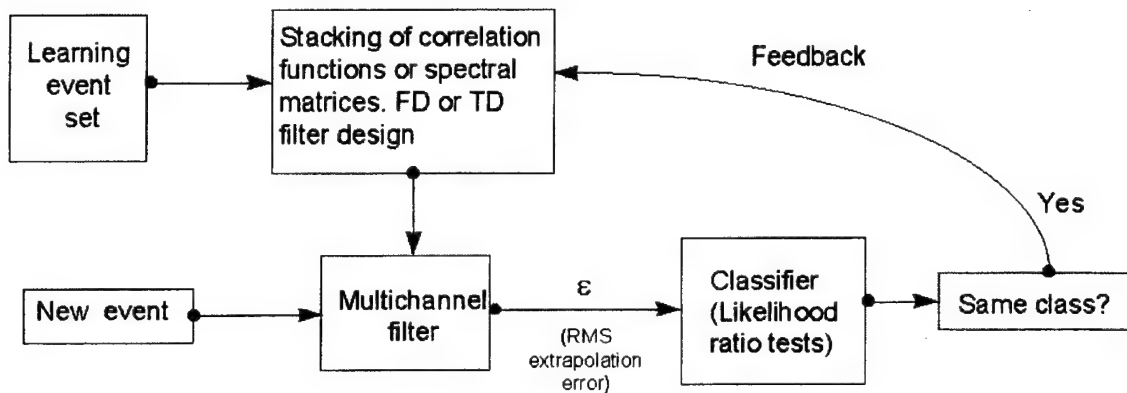 Learning
event
set
Stacking of correlation
functions or spectral
matrices. FD or TD
filter design
Feedback
Yes
New event
Multichannel
filter
ε
(RMS
extrapolation
error)
Classifier
(Likelihood
ratio tests)
Same class?